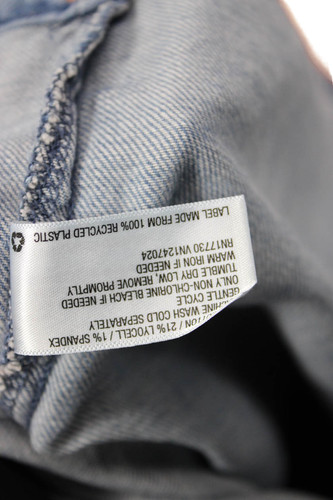 21% LYOCELL / 1% SPANDEX
WASH COLD SEPARATELY
GENTLE CYCLE
ONLY NON-CHLORINE BLEACH IF NEEDED
TUMBLE DRY LOW, REMOVE PROMPTLY
WARM IRON IF NEEDED
RN17730 VN1247024
LABEL MADE FROM 100% RECYCLED PLASTIC